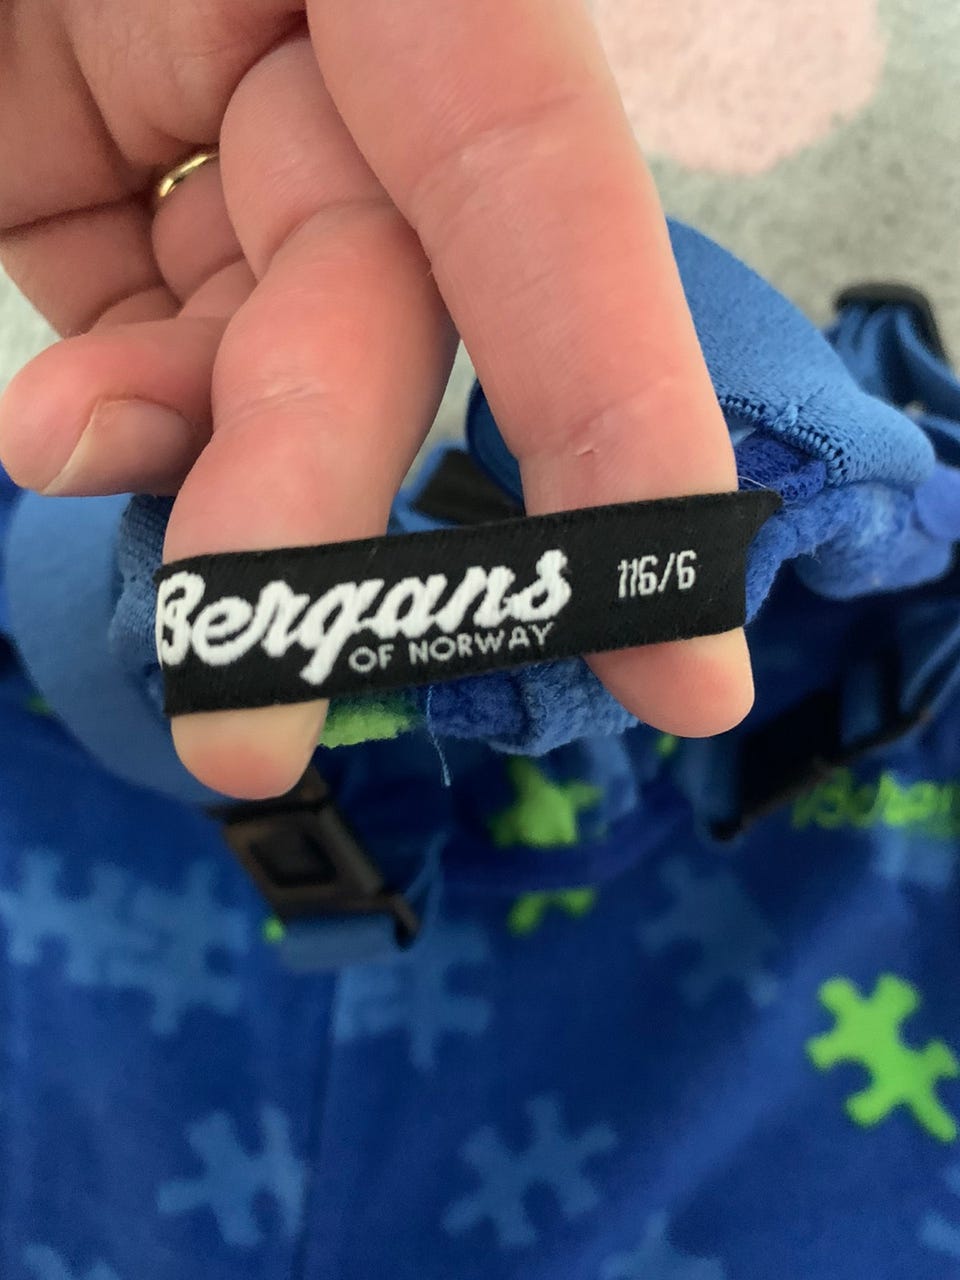 Bergans
116/6
OF NORWAY